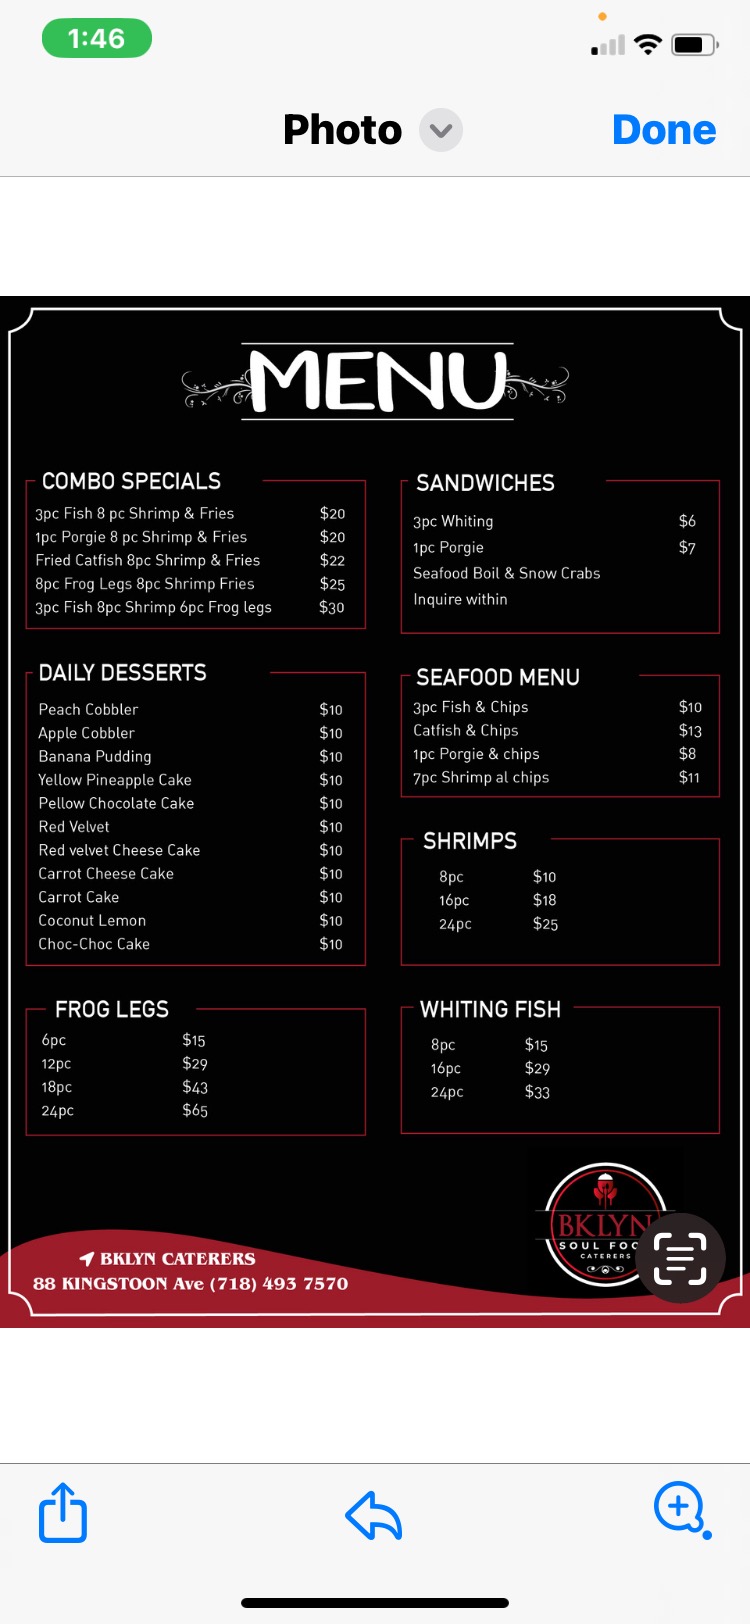 1:46
Photo
Done
MENU
COMBO SPECIALS
3pc Fish 8 pc Shrimp & Fries $20
1pc Porgie 8 pc Shrimp & Fries $20
Fried Catfish 8pc Shrimp & Fries $22
8pc Frog Legs 8pc Shrimp Fries $25
3pc Fish 8pc Shrimp 6pc Frog legs $30
SANDWICHES
3pc Whiting $6
1pc Porgie $7
Seafood Boil & Snow Crabs
Inquire within
DAILY DESSERTS
Peach Cobbler $10
Apple Cobbler $10
Banana Pudding $10
Yellow Pineapple Cake $10
Pellow Chocolate Cake $10
Red Velvet $10
Red velvet Cheese Cake $10
Carrot Cheese Cake $10
Carrot Cake $10
Coconut Lemon $10
Choc-Choc Cake $10
SEAFOOD MENU
3pc Fish & Chips $10
Catfish & Chips $13
1pc Porgie & chips $8
7pc Shrimp al chips $11
SHRIMPS
8pc $10
16pc $18
24pc $25
FROG LEGS
6pc $15
12pc $29
18pc $43
24pc $65
WHITING FISH
8pc $15
16pc $29
24pc $33
BKLYN CATERERS
88 KINGSTOON Ave (718) 493 7570
BKLYN
SOUL FOO
CATERERS